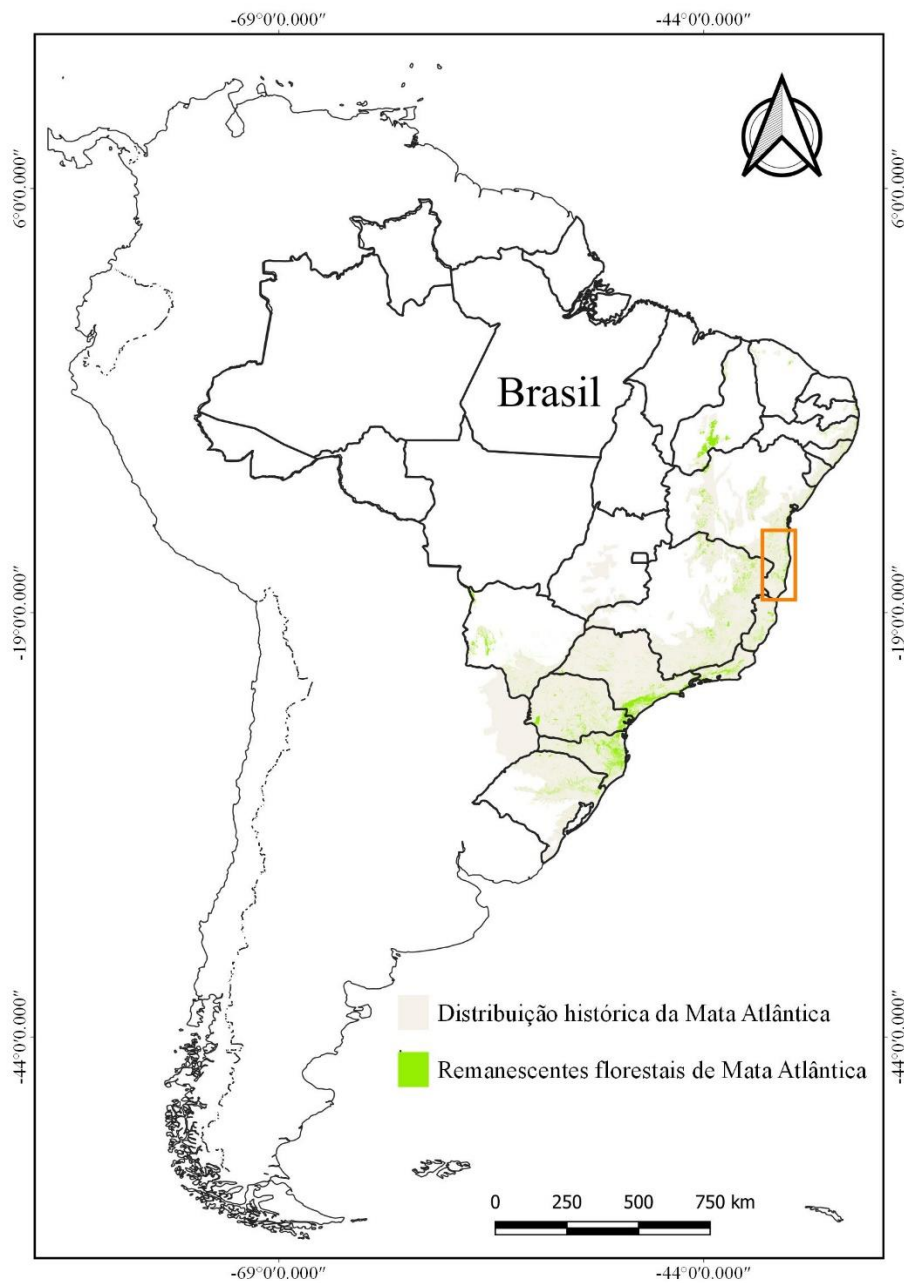 -69°0'0.000"
-44°0'0.000"
6°0'0.000"
6°0'0.000"
Brasil
-19°0'0.000"
-19°0'0.000"
Distribuição histórica da Mata Atlântica
-44°0'0.000"
-44°0'0.000"
Remanescentes florestais de Mata Atlântica
0 250 500 750 km
-69°0'0.000"
-44°0'0.000"